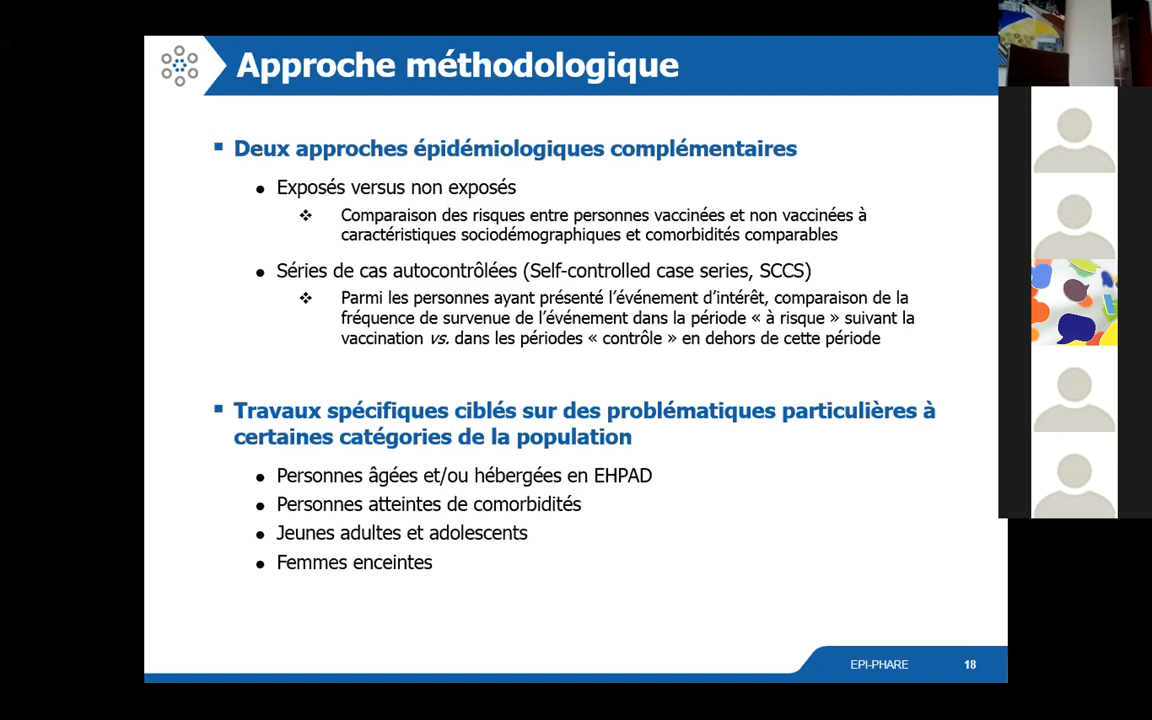 Approche méthodologique
Deux approches épidémiologiques complémentaires
Exposés versus non exposés
Comparaison des risques entre personnes vaccinées et non vaccinées à
caractéristiques sociodémographiques et comorbidités comparables
Séries de cas autocontrôlées (Self-controlled case series, SCCS)
Parmi les personnes ayant présenté l’événement d’intérêt, comparaison de la
fréquence de survenue de l’événement dans la période « à risque » suivant la
vaccination vs. dans les périodes « contrôle » en dehors de cette période
Travaux spécifiques ciblés sur des problématiques particulières à
certaines catégories de la population
Personnes âgées et/ou hébergées en EHPAD
Personnes atteintes de comorbidités
Jeunes adultes et adolescents
Femmes enceintes
EPI-PHARE 18